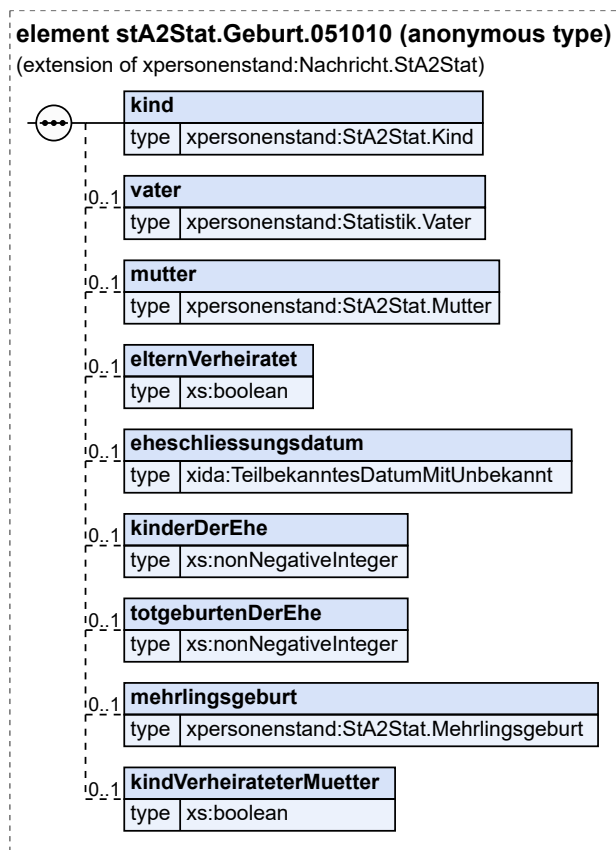 element stA2Stat.Geburt.051010 (anonymous type)
(extension of xpersonenstand:Nachricht.StA2Stat)
kind
type xpersonenstand:StA2Stat.Kind
0..1 vater
type xpersonenstand:Statistik.Vater
0..1 mutter
type xpersonenstand:StA2Stat.Mutter
0..1 elternVerheiratet
type xs:boolean
0..1 eheschliessungsdatum
type xida:TeilbekanntesDatumMitUnbekannt
0..1 kinderDerEhe
type xs:nonNegativeInteger
0..1 totgeburtenDerEhe
type xs:nonNegativeInteger
0..1 mehrlingsgeburt
type xpersonenstand:StA2Stat.Mehrlingsgeburt
0..1 kindVerheirateterMuetter
type xs:boolean